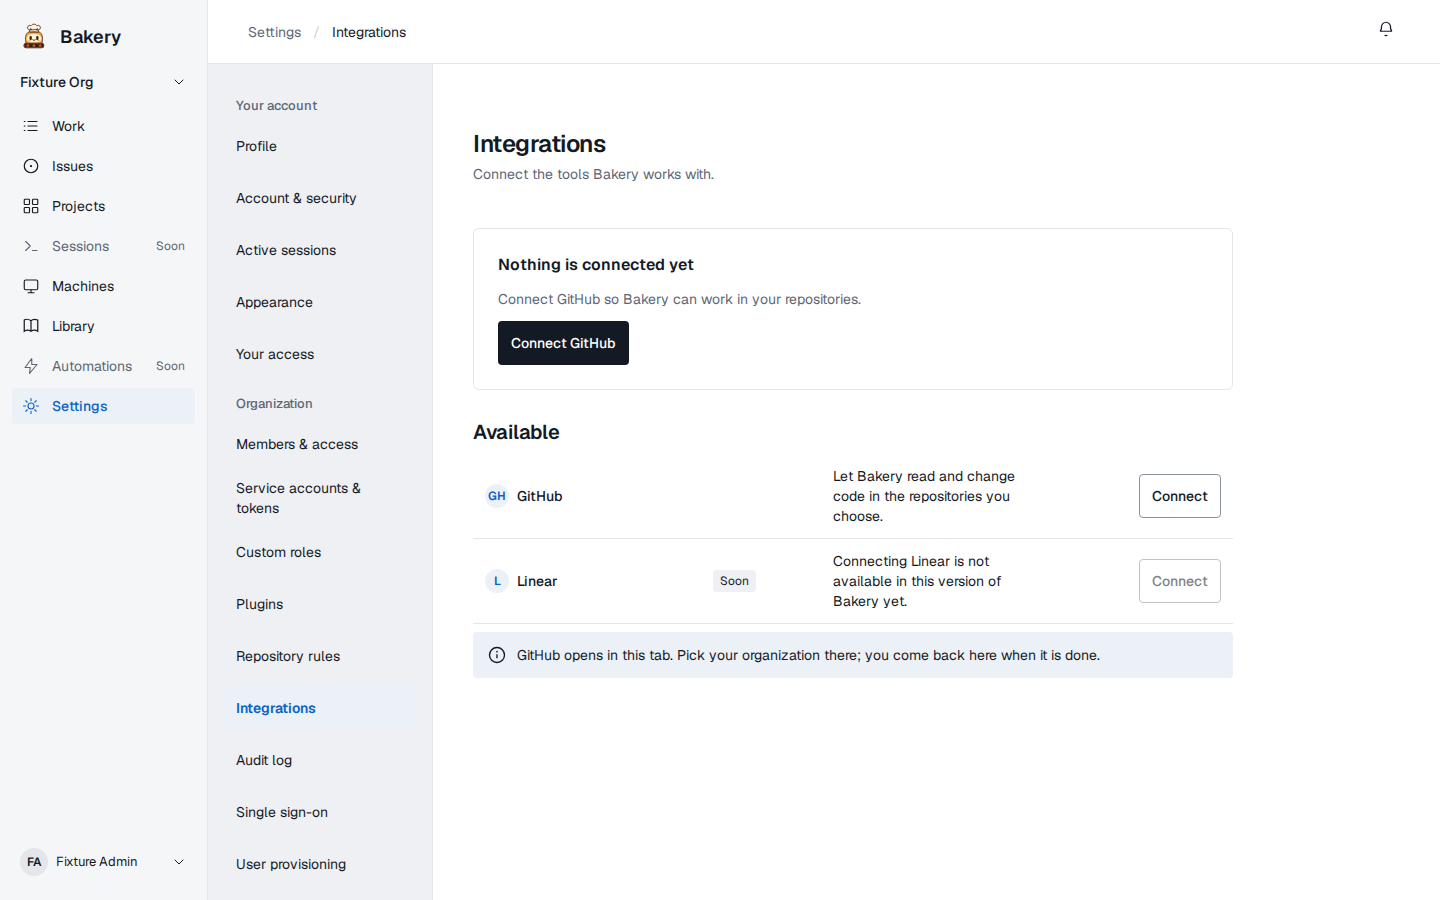 Bakery
Fixture Org
Work
Issues
Projects
Sessions Soon
Machines
Library
Automations Soon
Settings
FA Fixture Admin
Settings / Integrations
Your account
Profile
Account & security
Active sessions
Appearance
Your access
Organization
Members & access
Service accounts &
tokens
Custom roles
Plugins
Repository rules
Integrations
Audit log
Single sign-on
User provisioning
Integrations
Connect the tools Bakery works with.
Nothing is connected yet
Connect GitHub so Bakery can work in your repositories.
Connect GitHub
Available
GH GitHub
Let Bakery read and change
code in the repositories you
choose.
Connect
L Linear
Soon
Connecting Linear is not
available in this version of
Bakery yet.
Connect
GitHub opens in this tab. Pick your organization there; you come back here when it is done.